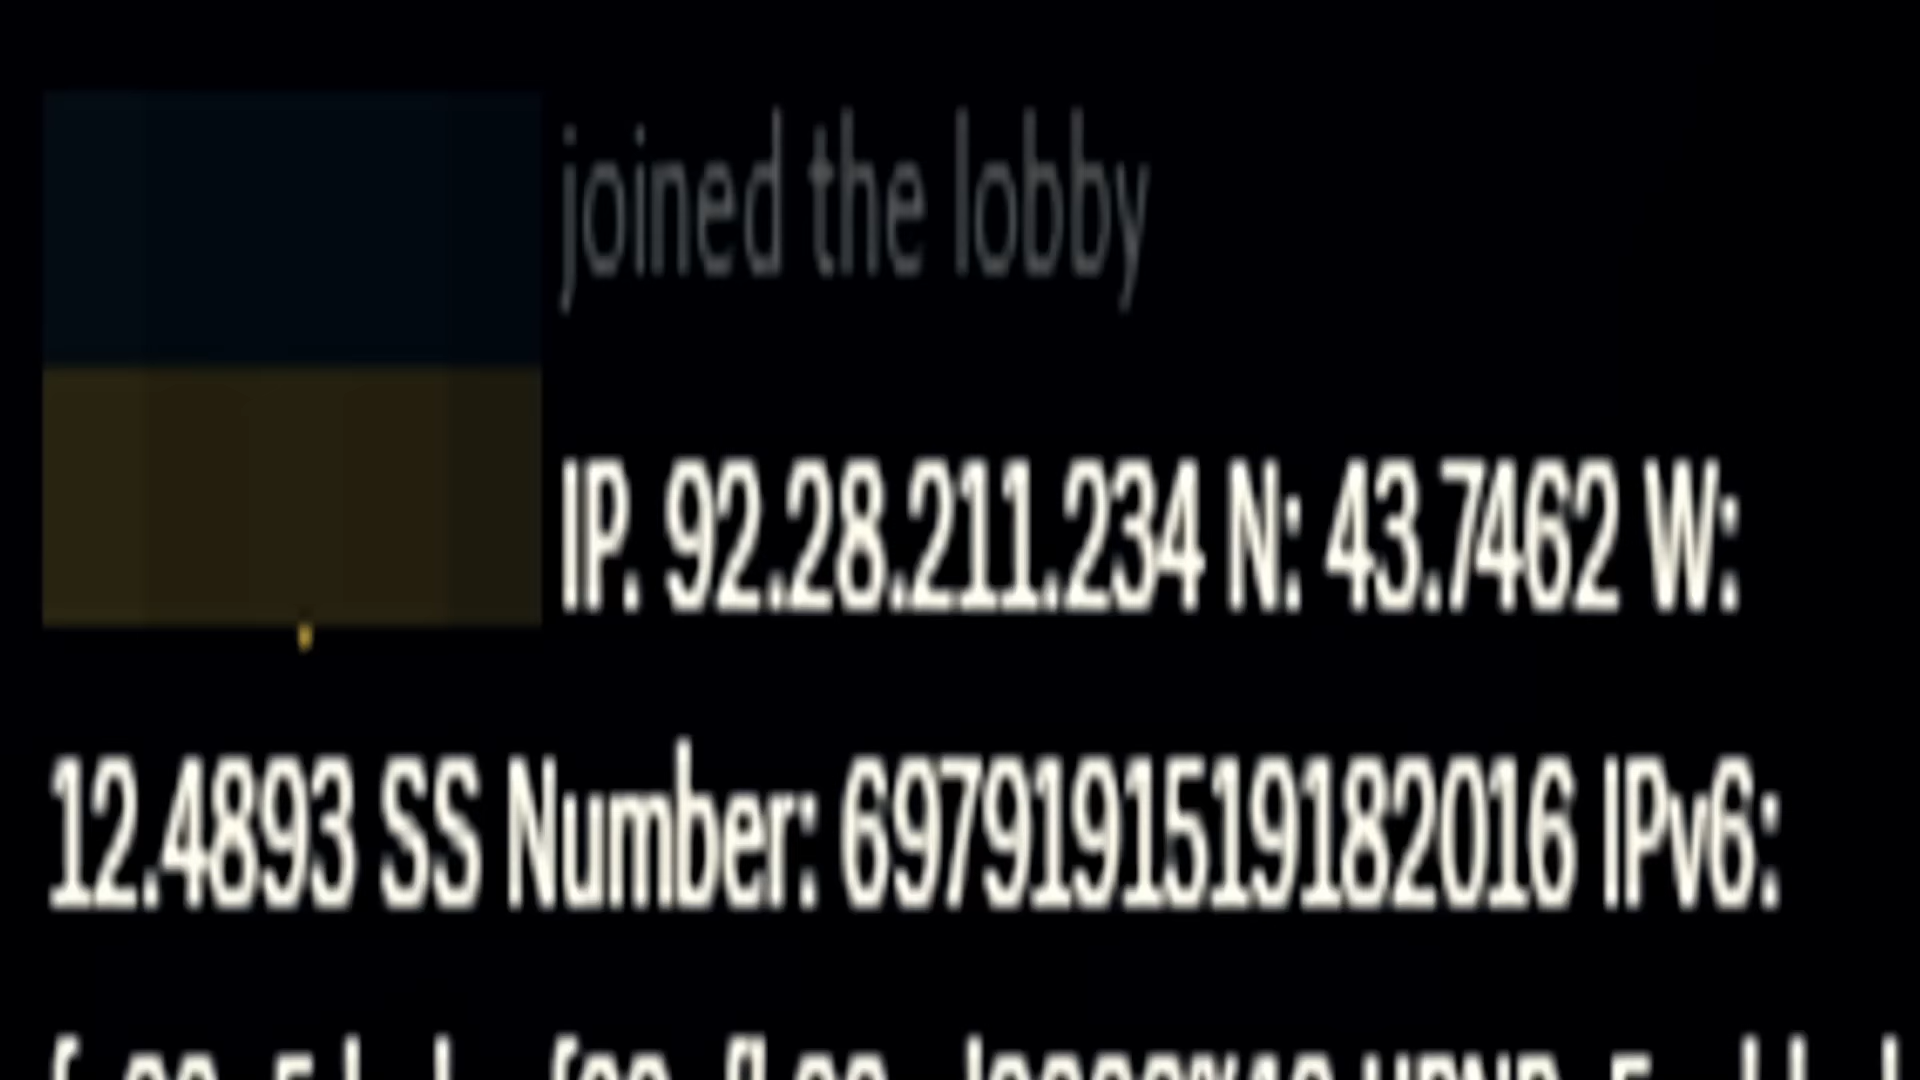 joined the lobby
IP. 92.28.211.234 N: 43.7462 W:
12.4893 SS Number: 6979191519182016 IPv6: